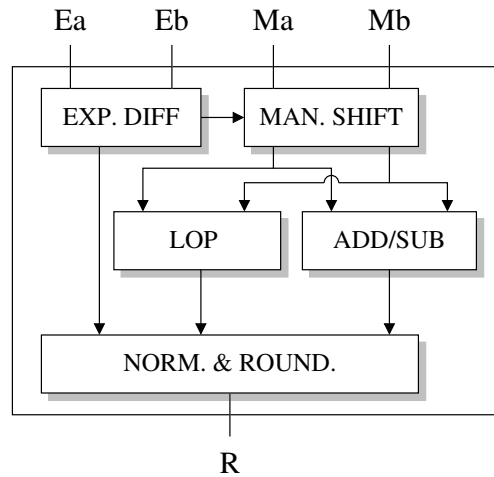 Ea Eb Ma Mb
EXP. DIFF MAN. SHIFT
LOP ADD/SUB
NORM. & ROUND.
R